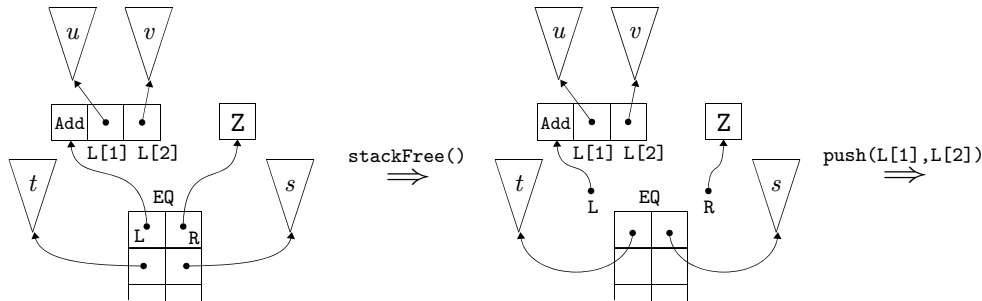 u v u v
Add Z Add Z
L[1] L[2] L[1] L[2]
stackFree() push(L[1],L[2])
t s ⇒ t s ⇒
EQ L R EQ
L R